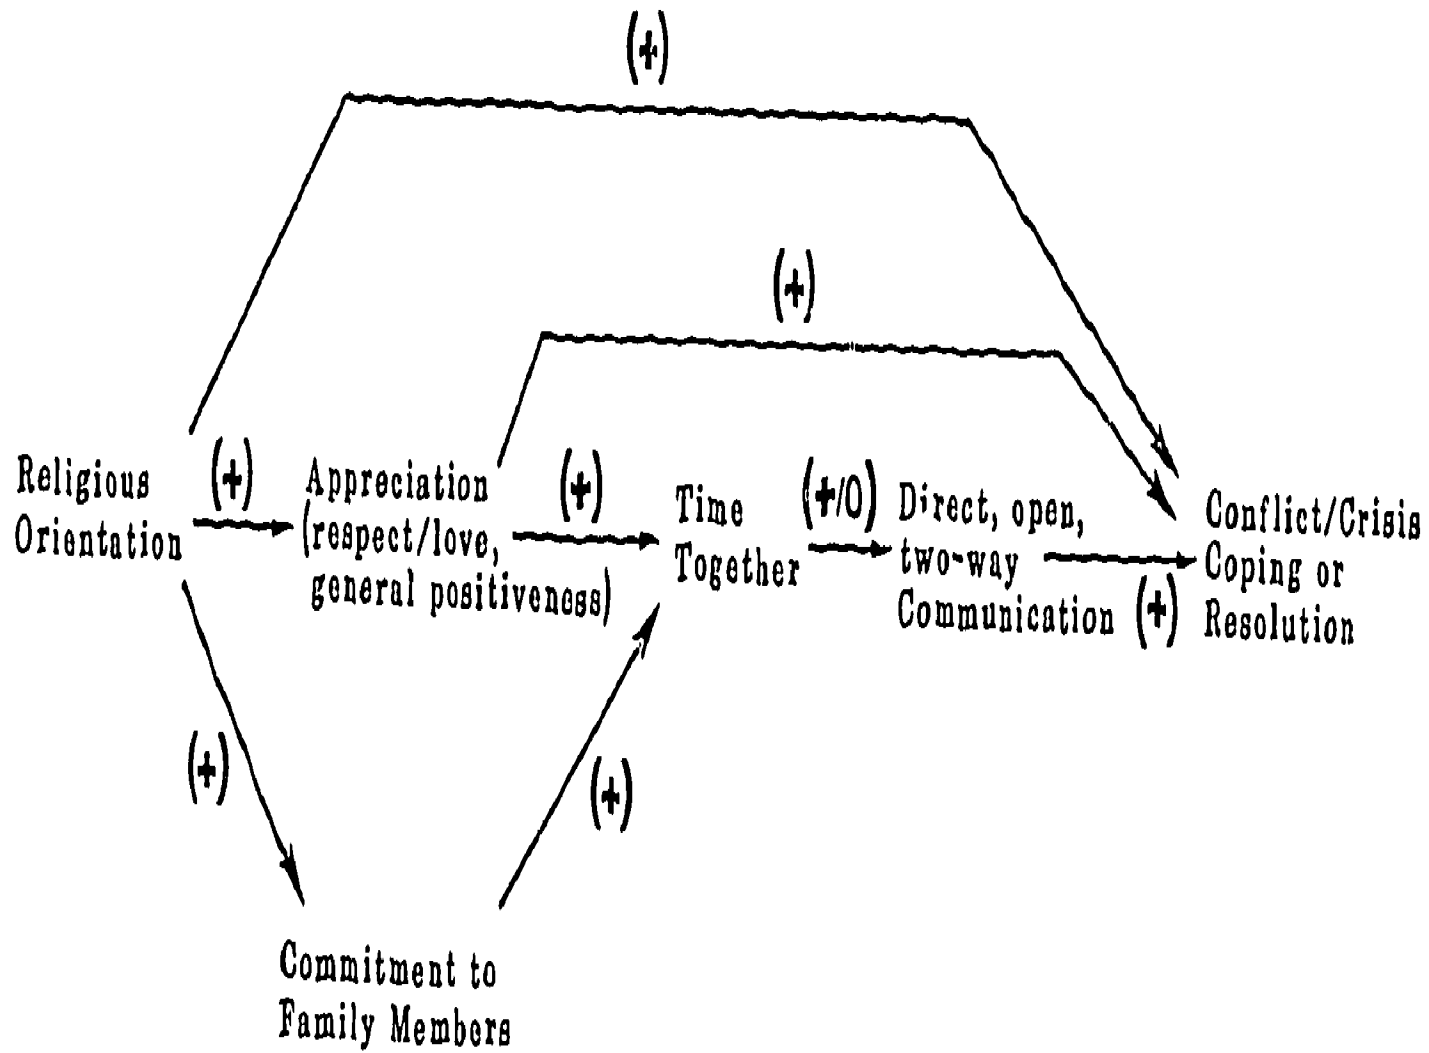 (+)
(+)
Religious
Orientation
(+)
Appreciation
(respect/love,
general positiveness)
(+)
Time
Together
(+/0)
Direct, open,
two-way
Communication
(+)
Conflict/Crisis
Coping or
Resolution
(+)
(+)
Commitment to
Family Members